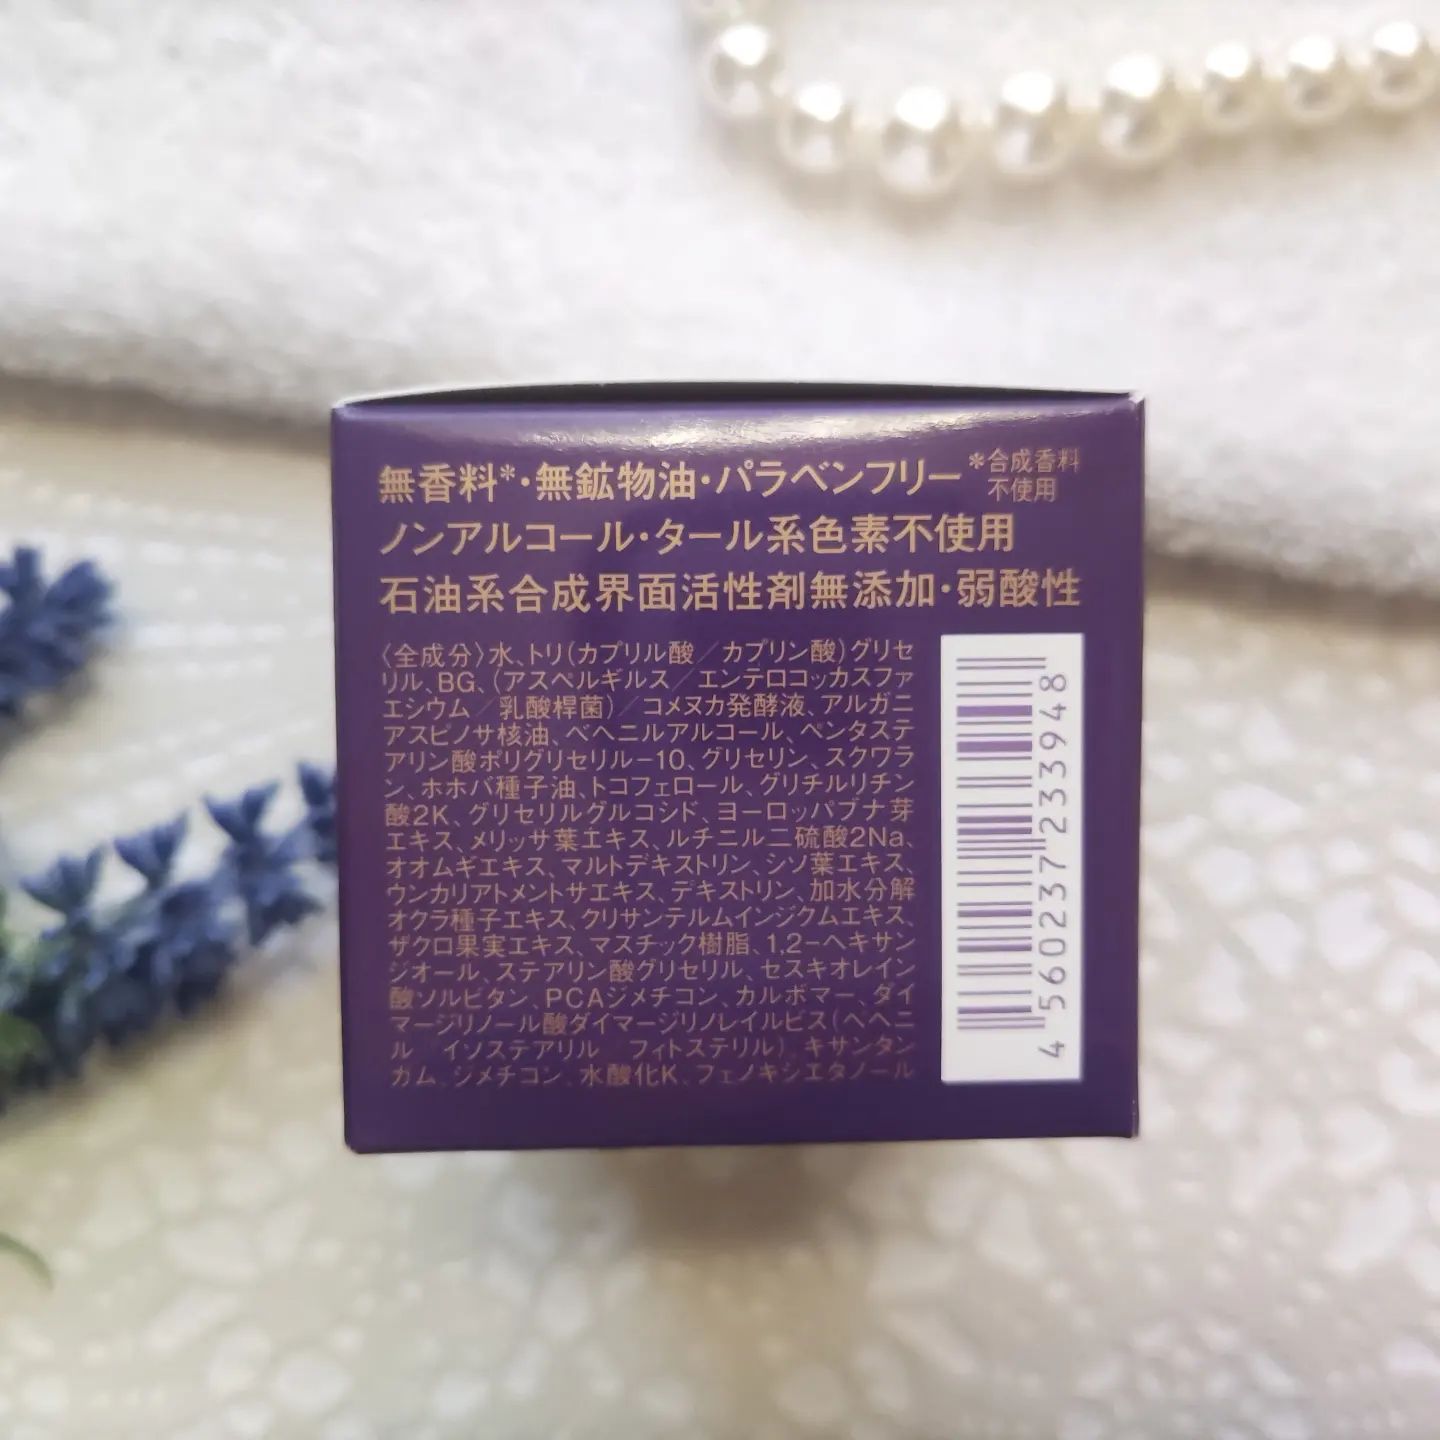 無香料*・無鉱物油・パラベンフリー *合成香料
不使用
ノンアルコール・タール系色素不使用
石油系合成界面活性剤無添加・弱酸性
〈全成分〉水、トリ(カプリル酸／カプリン酸)グリセ
リル、BG、(アスペルギルス／エンテロコッカスファ
エシウム／乳酸桿菌)／コメヌカ発酵液、アルガニ
アスピノサ核油、ベヘニルアルコール、ペンタステ
アリン酸ポリグリセリル－10、グリセリン、スクワラ
ン、ホホバ種子油、トコフェロール、グリチルリチン
酸2K、グリセリルグルコシド、ヨーロッパブナ芽
エキス、メリッサ葉エキス、ルチニルニ硫酸2Na、
オオムギエキス、マルトデキストリン、シソ葉エキス、
ウンカリアトメントサエキス、デキストリン、加水分解
オクラ種子エキス、クリサンテルムインジクムエキス、
ザクロ果実エキス、マスチック樹脂、1,2－ヘキサン
ジオール、ステアリン酸グリセリル、セスキオレイン
酸ソルビタン、PCAジメチコン、カルボマー、ダイ
マージリノール酸ダイマージリノレイルビス(ベヘニ
ル／イソステアリル／フィトステリル)、キサンタン
ガム、ジメチコン、水酸化K、フェノキシエタノール
4560237233948